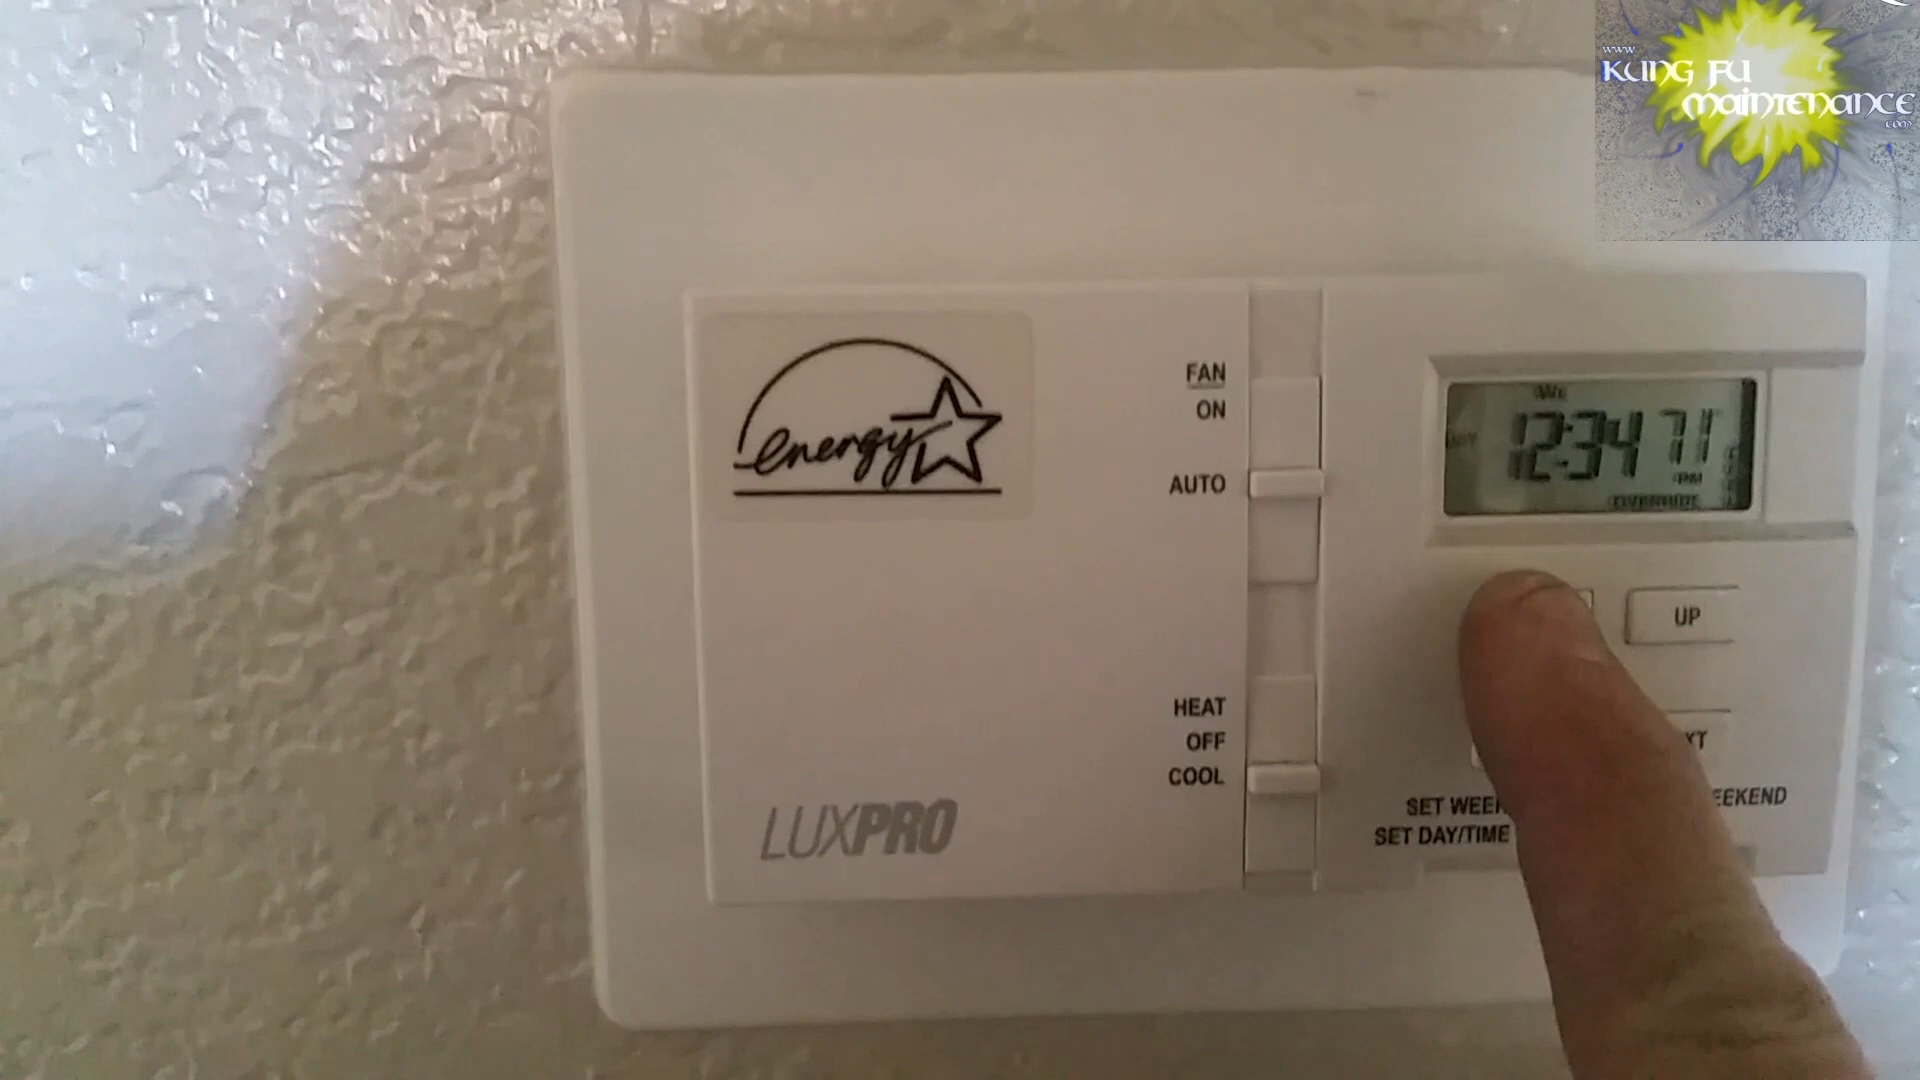 www.
KUNG FU
MAINTENANCE
.com
energy
FAN
ON
AUTO
12:34 71
PM
OVERRIDE
UP
HEAT
OFF
COOL
LUXPRO
SET DAY/TIME